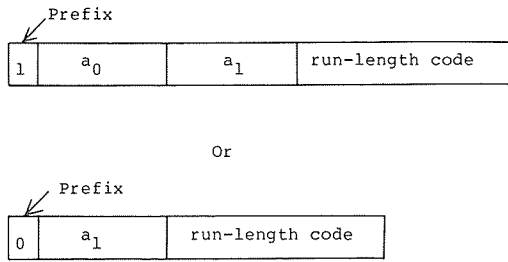 Prefix
1 a0 a1 run-length code
Or
Prefix
0 a1 run-length code